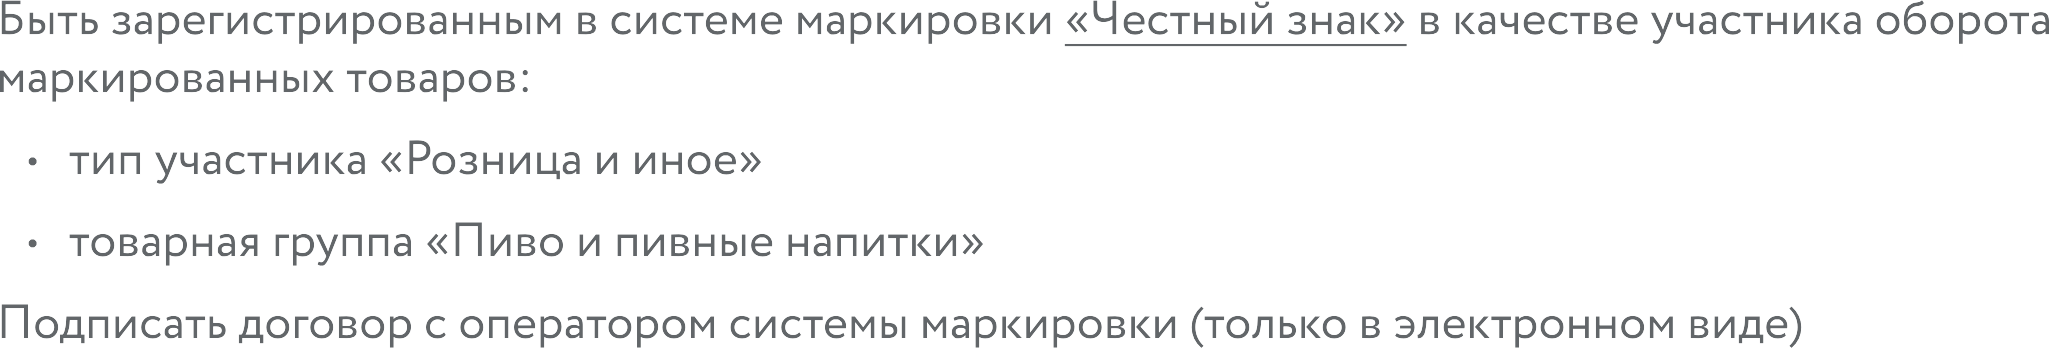 Быть зарегистрированным в системе маркировки «Честный знак» в качестве участника оборота
маркированных товаров:
• тип участника «Розница и иное»
• товарная группа «Пиво и пивные напитки»
Подписать договор с оператором системы маркировки (только в электронном виде)